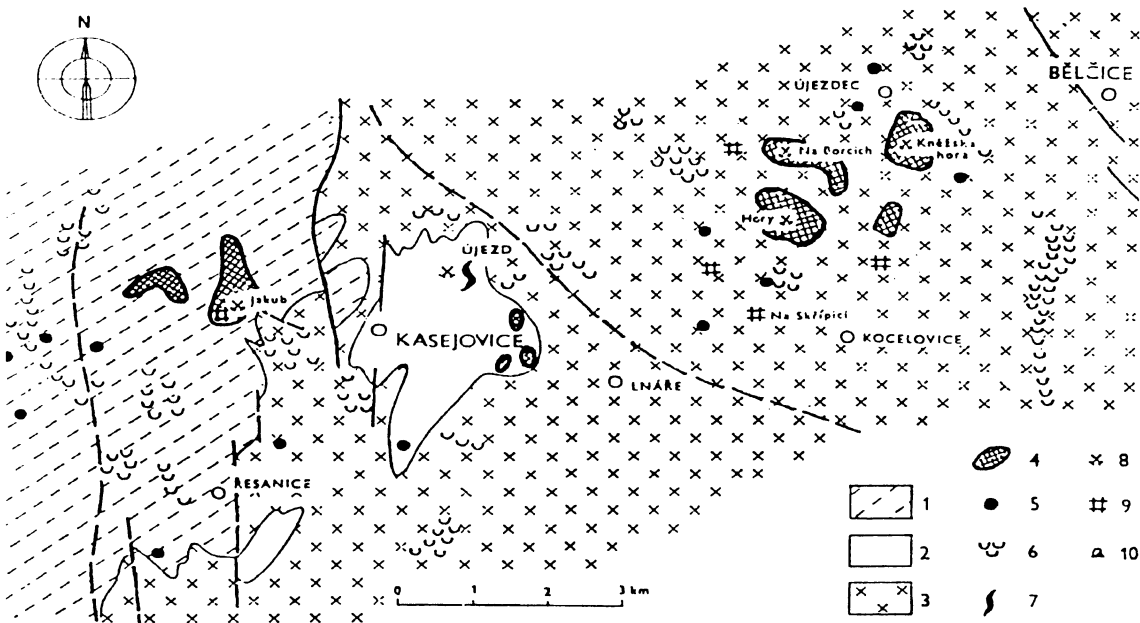 N
BĚLČICE
ÚJEZDEC
Na Borcích
Kněžská
hora
Hory
ÚJEZD
Jakub
Na Skřípici
KASEJOVICE
KOCELOVICE
LNÁŘE
ŘESANICE
4 8
1 5 9
2 6 10
3 7
0 1 2 3 km